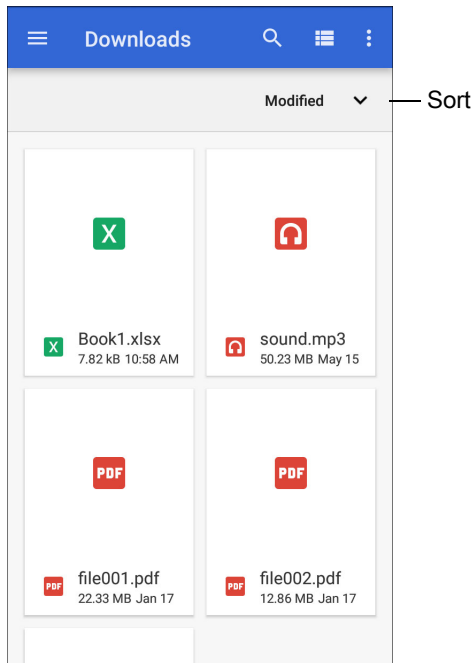 Downloads
Modified
Sort
X
X Book1.xlsx
7.82 kB 10:58 AM
sound.mp3
50.23 MB May 15
PDF
PDF file001.pdf
22.33 MB Jan 17
PDF
PDF file002.pdf
12.86 MB Jan 17